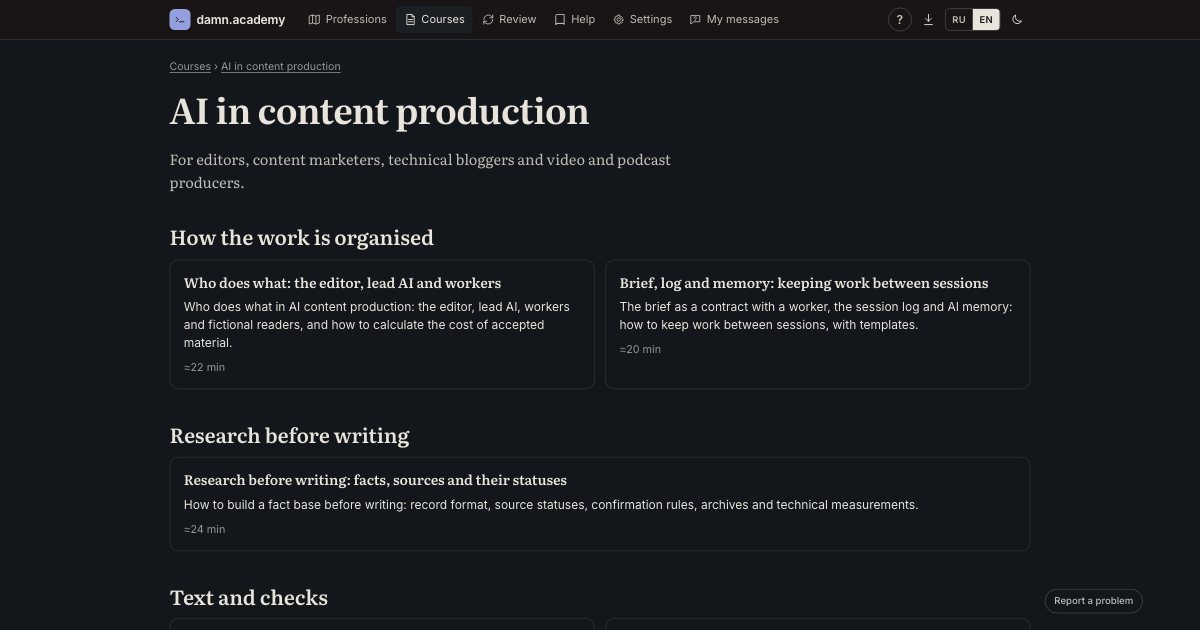 damn.academy Professions Courses Review Help Settings My messages ? RU EN
Courses › AI in content production
AI in content production
For editors, content marketers, technical bloggers and video and podcast
producers.
How the work is organised
Who does what: the editor, lead AI and workers
Who does what in AI content production: the editor, lead AI, workers
and fictional readers, and how to calculate the cost of accepted
material.
≈22 min
Brief, log and memory: keeping work between sessions
The brief as a contract with a worker, the session log and AI memory:
how to keep work between sessions, with templates.
≈20 min
Research before writing
Research before writing: facts, sources and their statuses
How to build a fact base before writing: record format, source statuses, confirmation rules, archives and technical measurements.
≈24 min
Text and checks
Report a problem